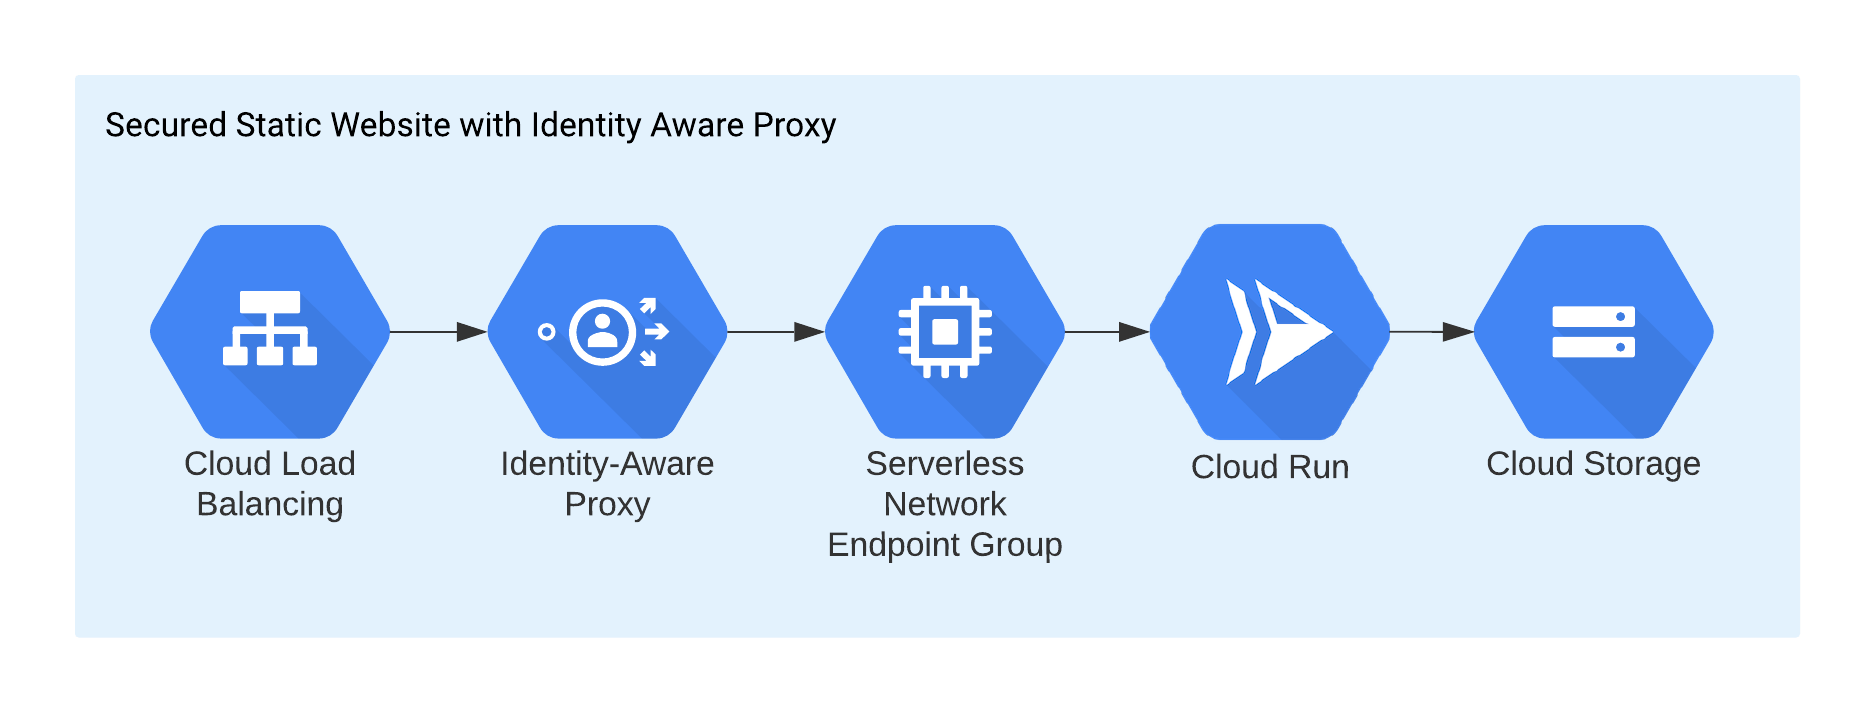 Secured Static Website with Identity Aware Proxy
Cloud Load
Balancing
Identity-Aware
Proxy
Serverless
Network
Endpoint Group
Cloud Run
Cloud Storage